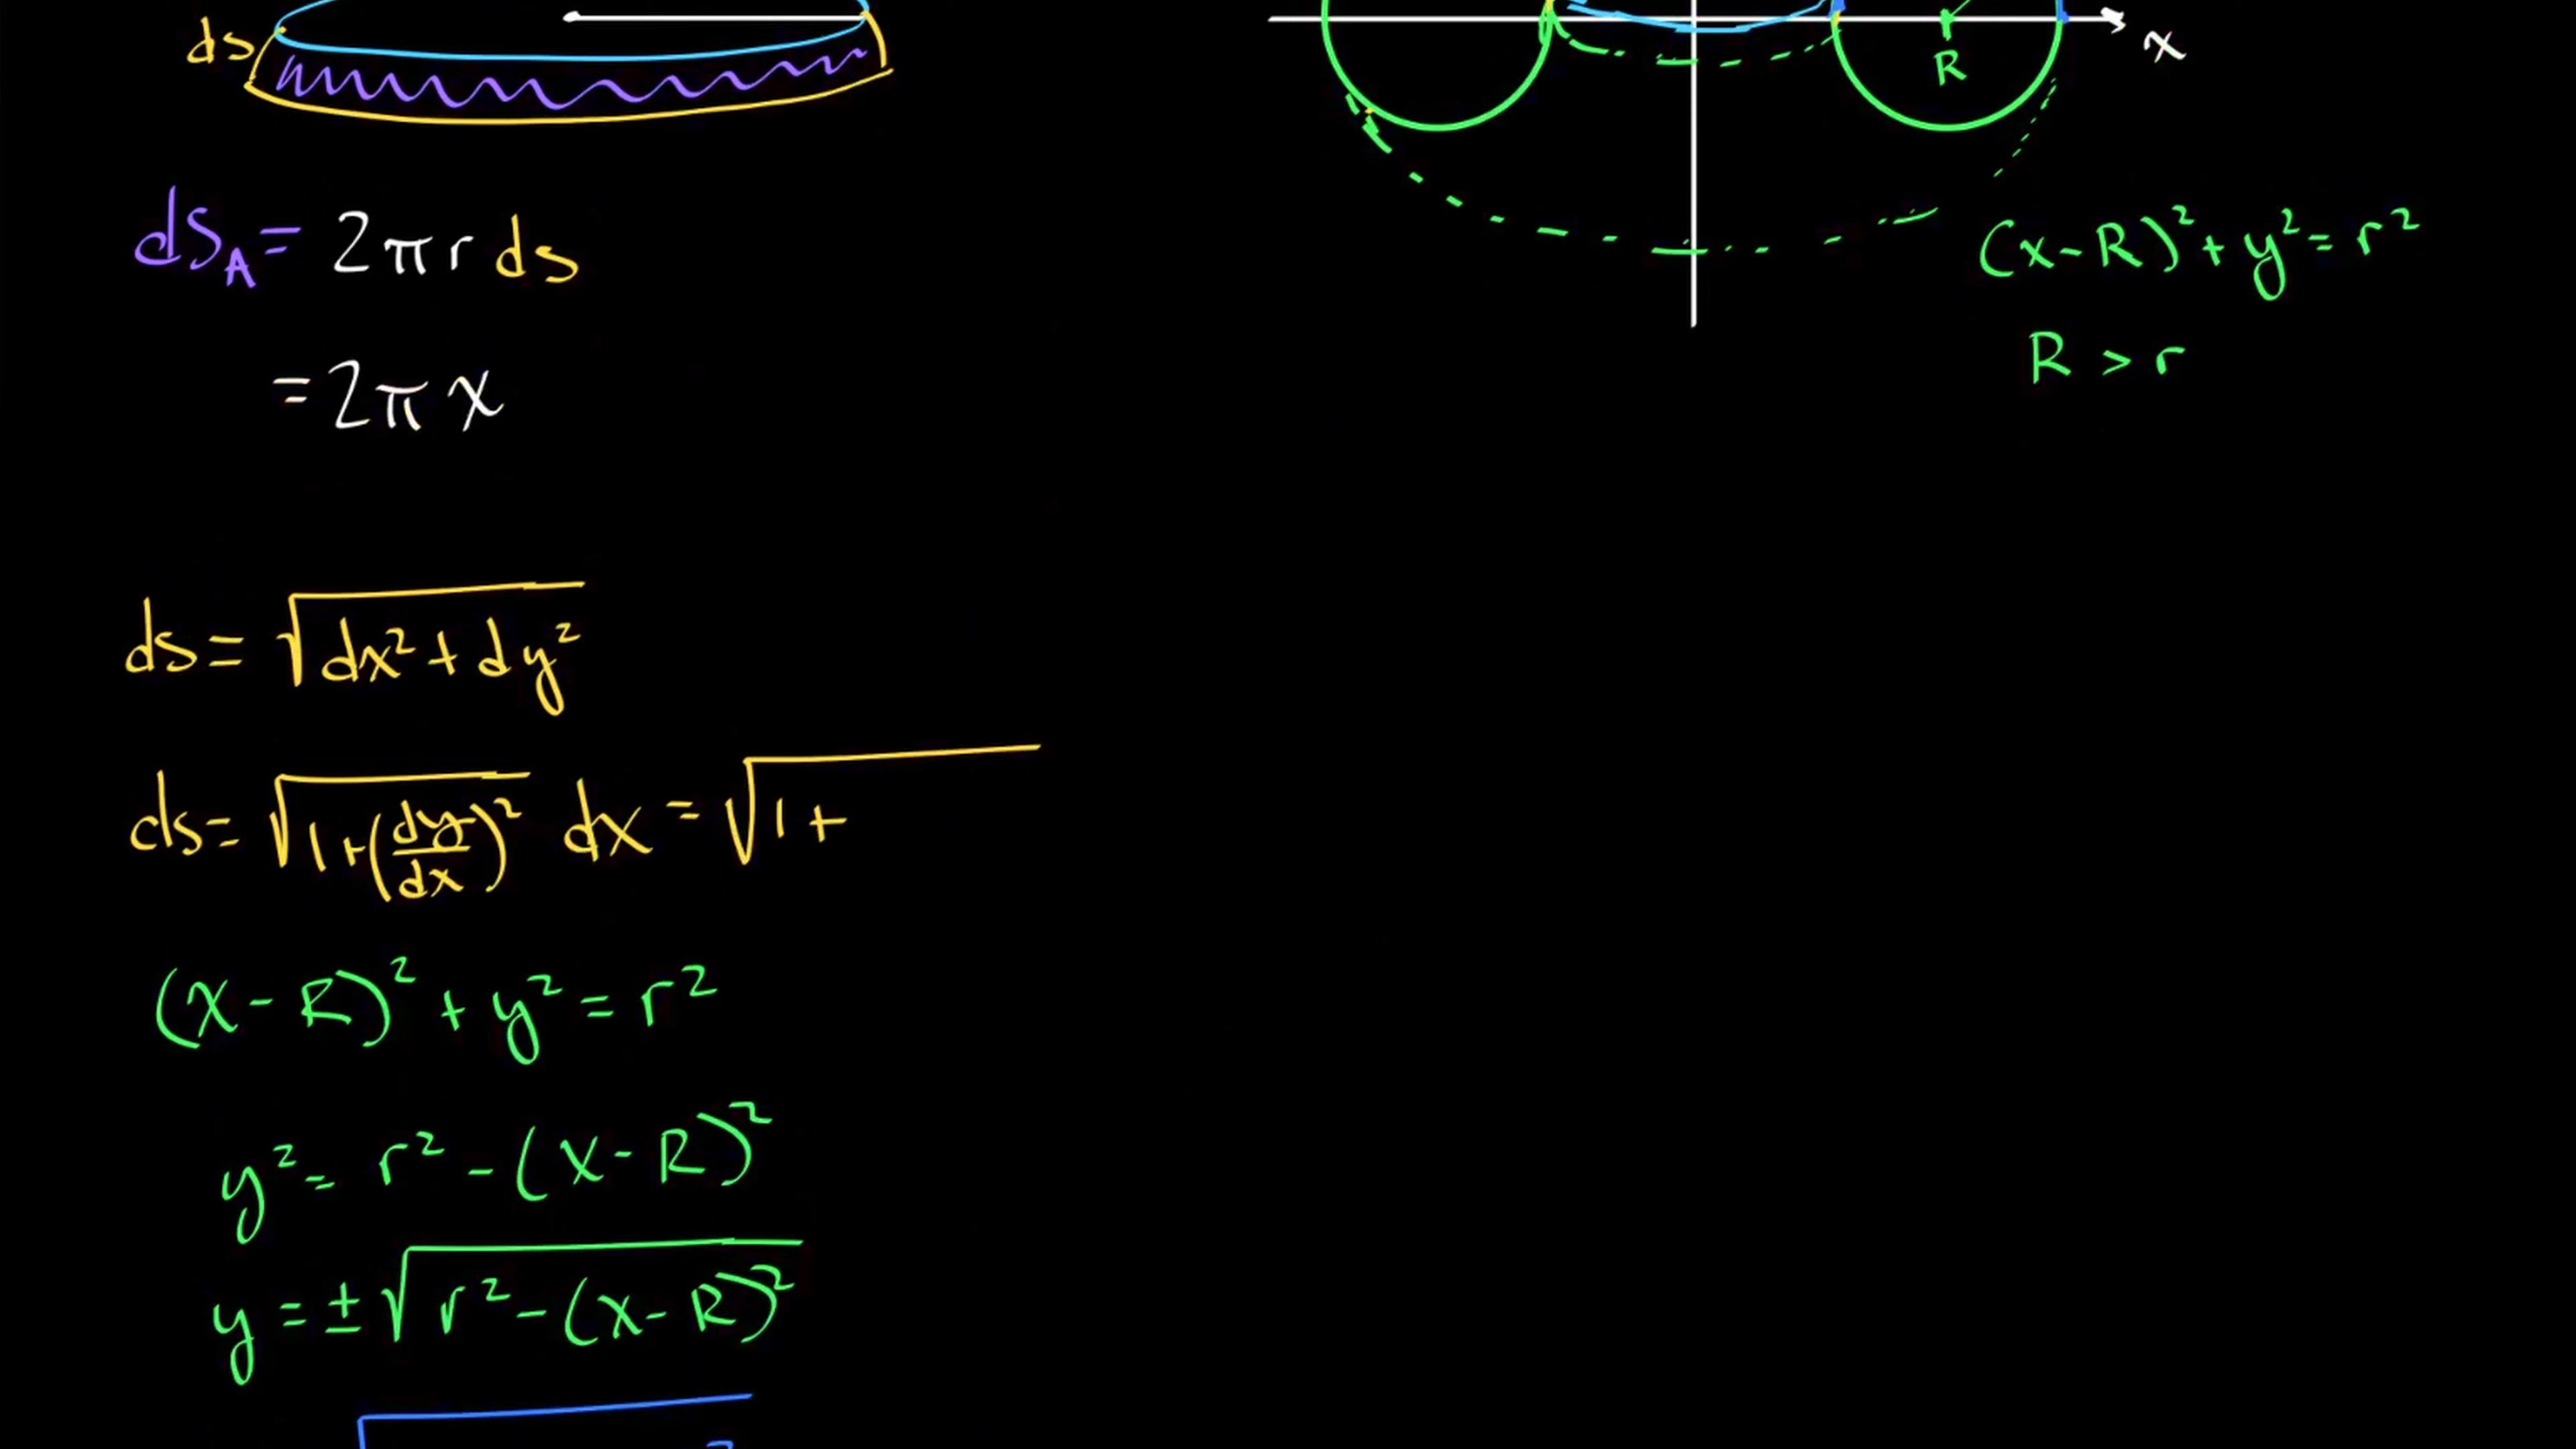 ds
x
R
dS_A = 2πr ds
(x-R)² + y² = r²
= 2πx
R > r
ds = √(dx² + dy²)
ds = √(1+(dy/dx)²) dx = √(1+
(x-R)² + y² = r²
y² = r² - (x-R)²
y = ±√(r² - (x-R)²)